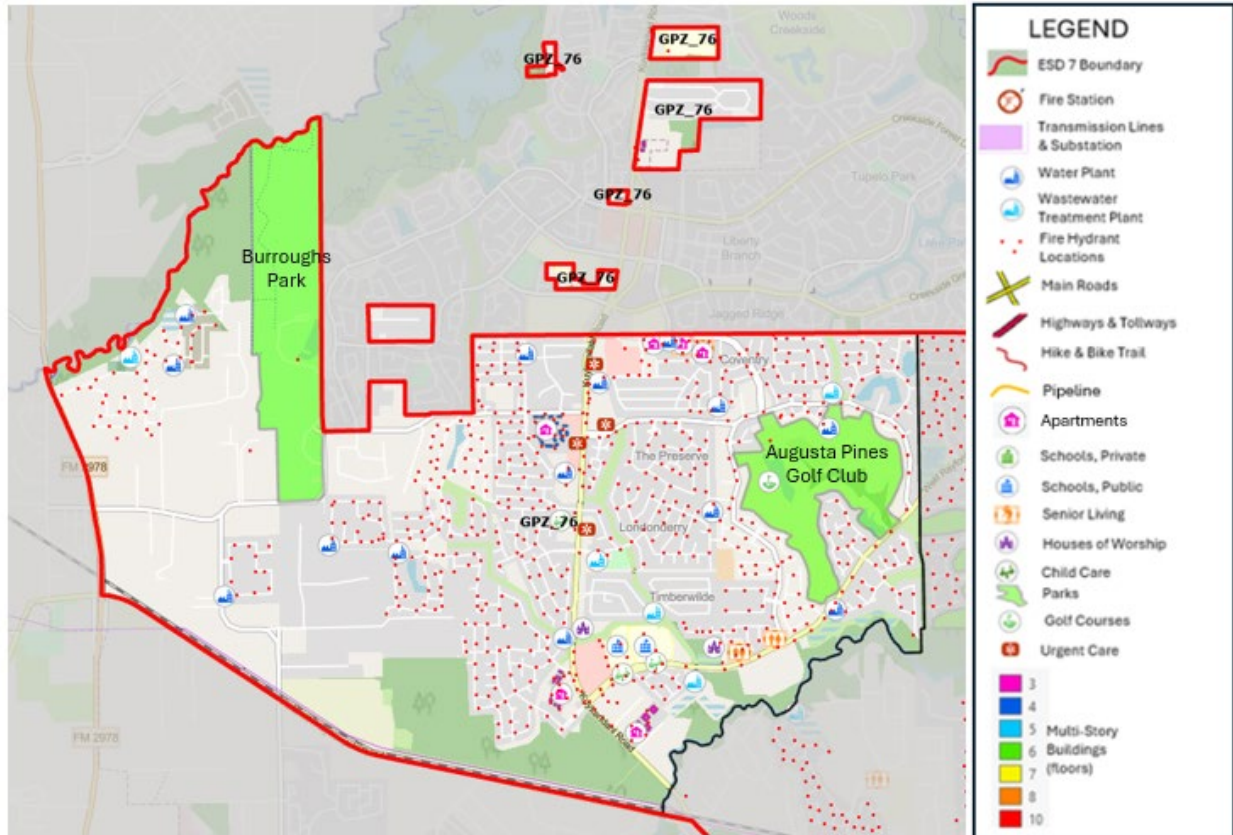 Woods
Creekside
GPZ_76
GPZ_76
GPZ_76
Creekside Forest
Tupelo Park
GPZ_76
Liberty
Branch
Burroughs
Park
GPZ_76
Jagged Ridge
Creekside Green
Coventry
FM 2978
The Preserve
Augusta Pines
Golf Club
GPZ_76
Londonderry
Timberwilde
FM 2978
LEGEND
ESD 7 Boundary
Fire Station
Transmission Lines
& Substation
Water Plant
Wastewater
Treatment Plant
Fire Hydrant
Locations
Main Roads
Highways & Tollways
Hike & Bike Trail
Pipeline
Apartments
Schools, Private
Schools, Public
Senior Living
Houses of Worship
Child Care
Parks
Golf Courses
Urgent Care
3
4
5
6
7
8
10
Multi-Story
Buildings
(floors)